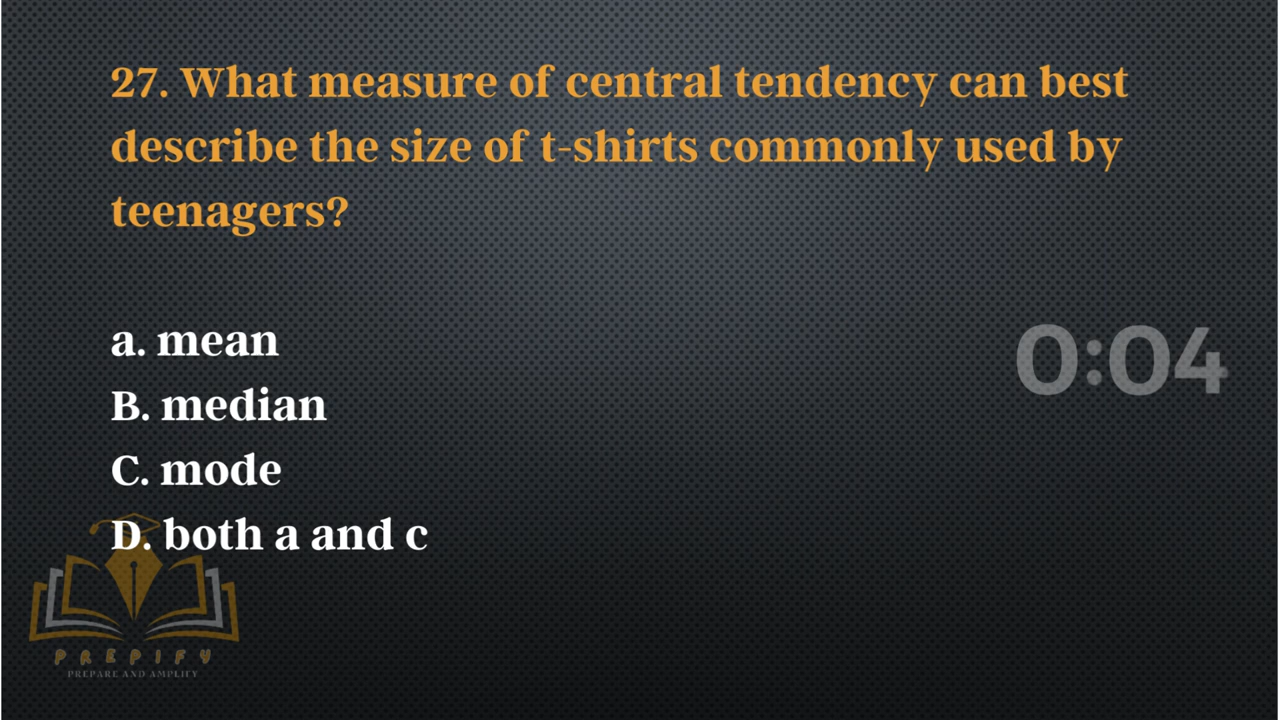 27. What measure of central tendency can best
describe the size of t-shirts commonly used by
teenagers?
a. mean
B. median
C. mode
D. both a and c
0:04
PREPIFY
PREPARE AND AMPLIFY